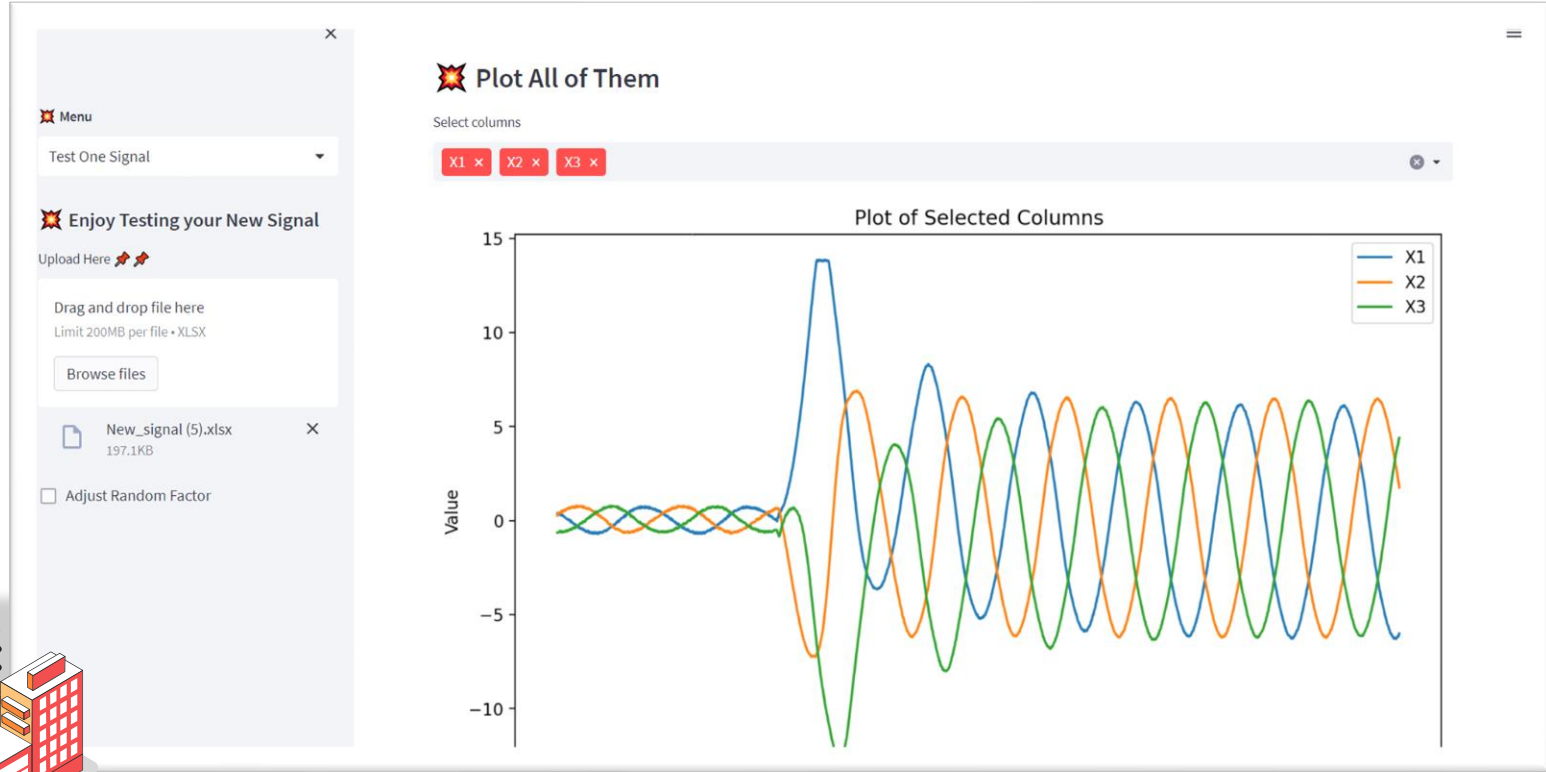 ×
💥 Menu
Test One Signal
💥 Enjoy Testing your New Signal
Upload Here 📌 📌
Drag and drop file here
Limit 200MB per file • XLSX
Browse files
New_signal (5).xlsx
197.1KB
Adjust Random Factor
💥 Plot All of Them
Select columns
X1 × X2 × X3 ×
Plot of Selected Columns
15
10
5
0
−5
−10
Value
X1
X2
X3